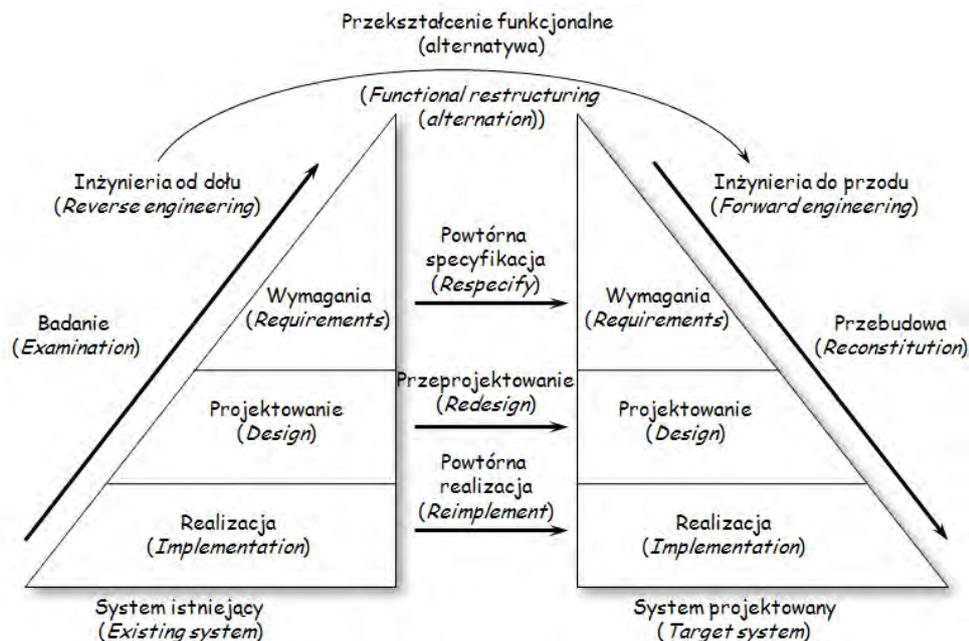 Przekształcenie funkcjonalne
(alternatywa)
(Functional restructuring
(alternation))
Inżynieria od dołu
(Reverse engineering)
Inżynieria do przodu
(Forward engineering)
Powtórna
specyfikacja
(Respecify)
Wymagania
(Requirements)
Wymagania
(Requirements)
Badanie
(Examination)
Przebudowa
(Reconstitution)
Przeprojektowanie
(Redesign)
Projektowanie
(Design)
Projektowanie
(Design)
Powtórna
realizacja
(Reimplement)
Realizacja
(Implementation)
Realizacja
(Implementation)
System istniejący
(Existing system)
System projektowany
(Target system)